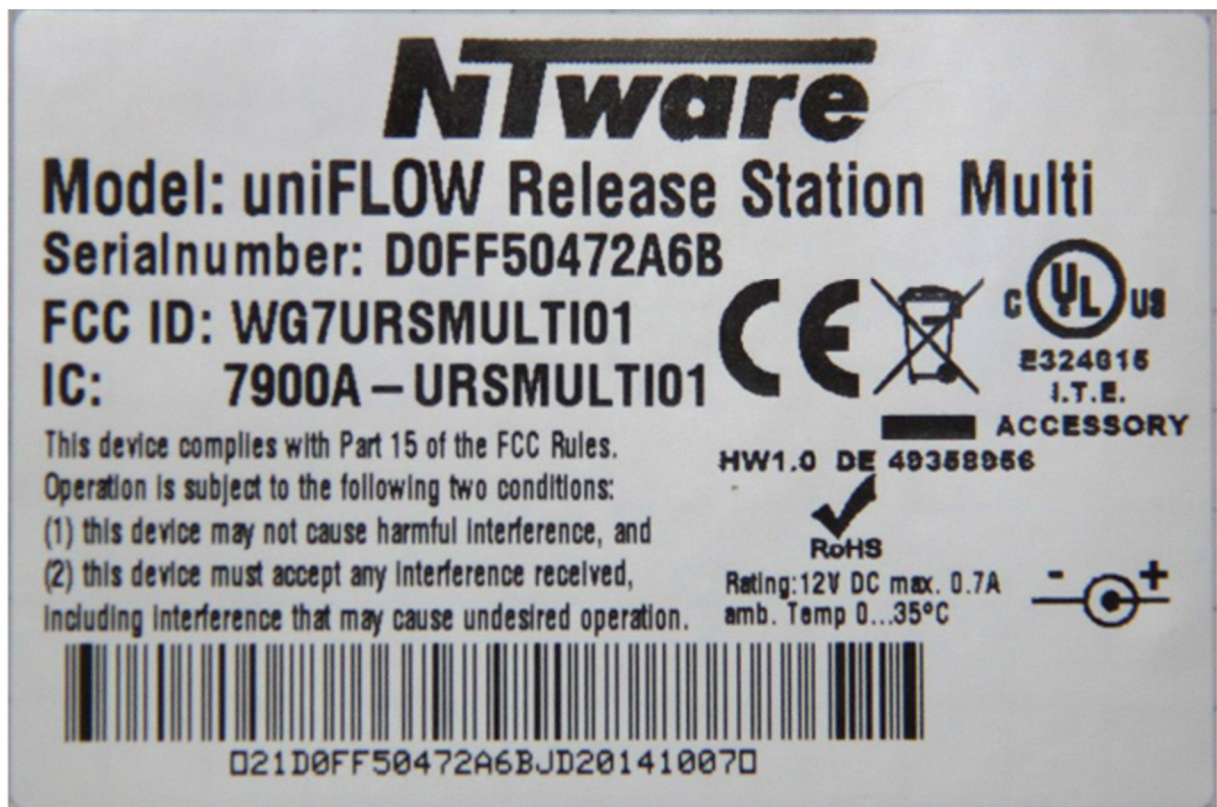 NTware
Model: uniFLOW Release Station Multi
Serialnumber: D0FF50472A6B
FCC ID: WG7URSMULTI01
IC: 7900A–URSMULTI01
CE
C UL US
E324615
I.T.E.
ACCESSORY
This device complies with Part 15 of the FCC Rules.
Operation is subject to the following two conditions:
(1) this device may not cause harmful interference, and
(2) this device must accept any interference received,
including interference that may cause undesired operation.
HW1.0 DE 49358956
RoHS
Rating:12V DC max. 0.7A
amb. Temp 0...35°C
- +
21D0FF50472A6BJD20141007